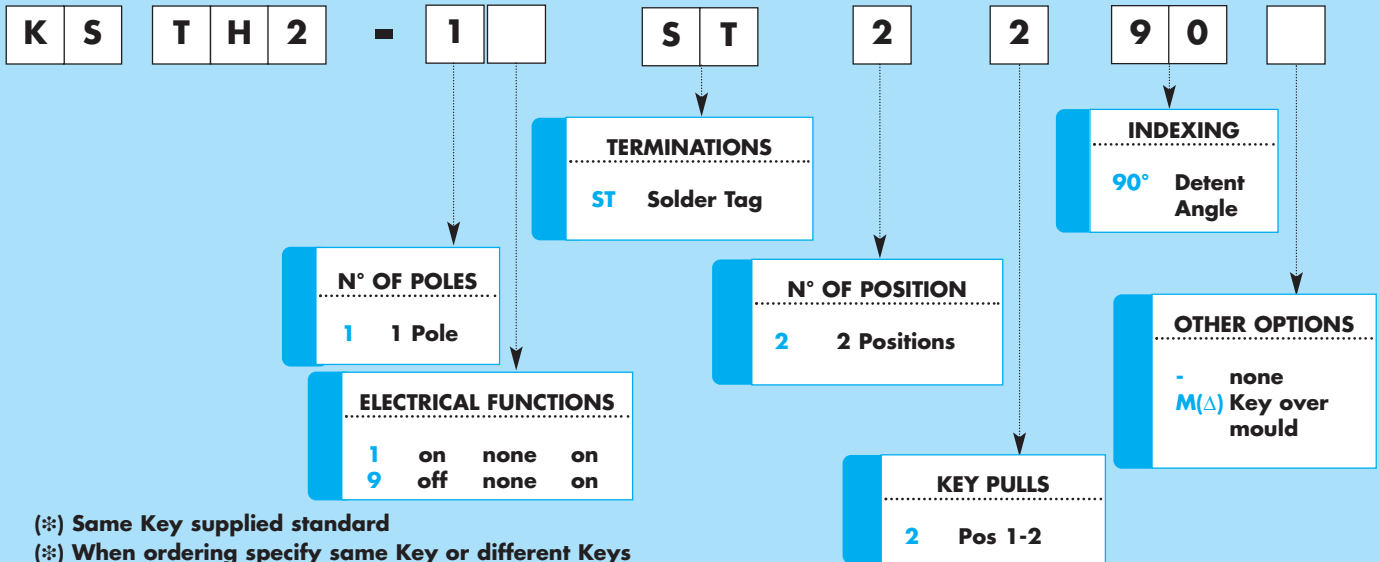 K S T H 2 - 1 S T 2 2 9 0
TERMINATIONS
ST Solder Tag
INDEXING
90° Detent
Angle
N° OF POLES
1 1 Pole
N° OF POSITION
2 2 Positions
OTHER OPTIONS
- none
M(∆) Key over
mould
ELECTRICAL FUNCTIONS
1 on none on
9 off none on
KEY PULLS
2 Pos 1-2
(✻) Same Key supplied standard
(✻) When ordering specify same Key or different Keys